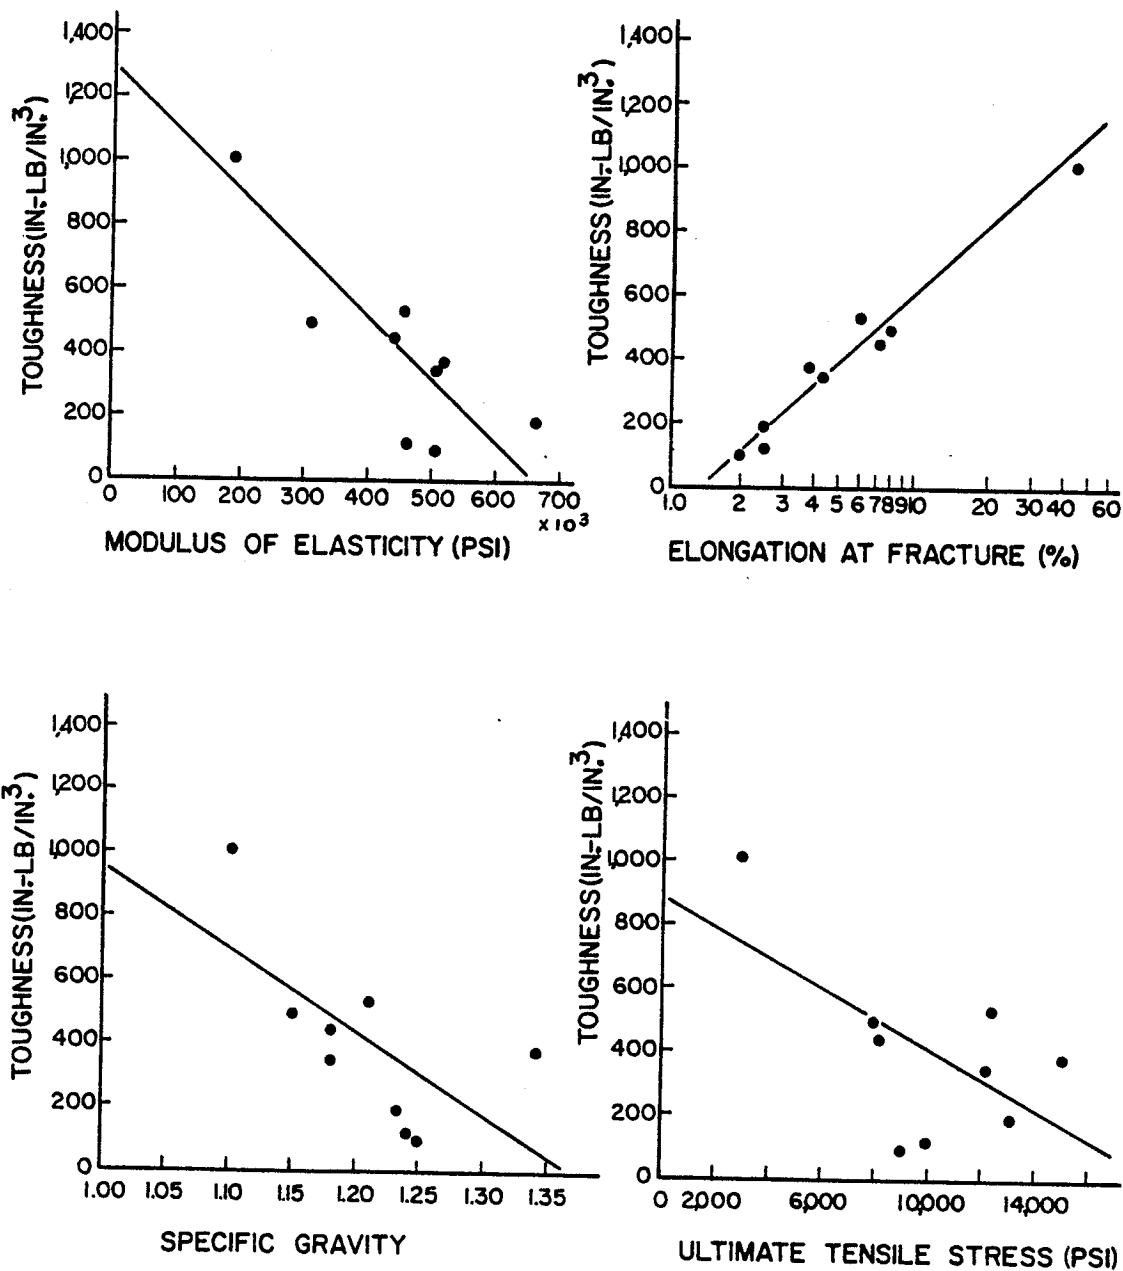 TOUGHNESS(IN.-LB/IN.3)
1,400
1,200
1,000
800
600
400
200
0
0 100 200 300 400 500 600 700
x 103
MODULUS OF ELASTICITY (PSI)
TOUGHNESS(IN.-LB/IN.3)
1,400
1,200
1,000
800
600
400
200
0
1.0 2 3 4 5 6 7 8 9 10 20 30 40 60
ELONGATION AT FRACTURE (%)
TOUGHNESS(IN.-LB/IN.3)
1,400
1,200
1,000
800
600
400
200
0
1.00 1.05 1.10 1.15 1.20 1.25 1.30 1.35
SPECIFIC GRAVITY
TOUGHNESS(IN.-LB/IN.3)
1,400
1,200
1,000
800
600
400
200
0
0 2,000 6,000 10,000 14,000
ULTIMATE TENSILE STRESS (PSI)